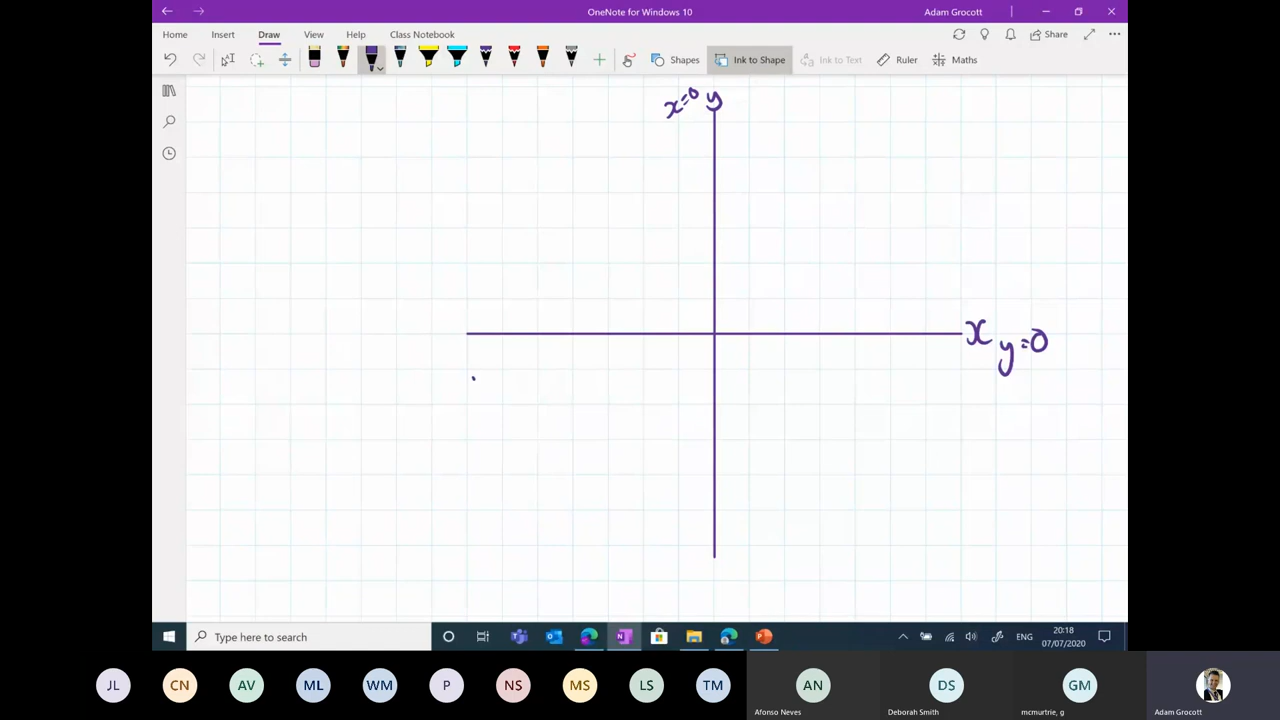 OneNote for Windows 10
Adam Grocott
Home Insert Draw View Help Class Notebook
Share
Shapes Ink to Shape Ink to Text Ruler Maths
x=0 y
x y=0
Type here to search
ENG
20:18
07/07/2020
JL CN AV ML WM P NS MS LS TM AN DS GM
Afonso Neves Deborah Smith mcmurtrie, g Adam Grocott